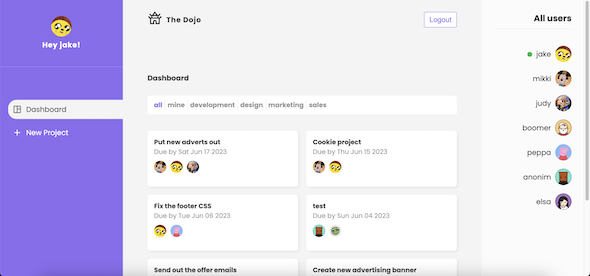 Hey jake!
Dashboard
New Project
The Dojo
Logout
Dashboard
all mine development design marketing sales
Put new adverts out
Due by Sat Jun 17 2023
Cookie project
Due by Thu Jun 15 2023
Fix the footer CSS
Due by Tue Jun 06 2023
test
Due by Sun Jun 04 2023
Send out the offer emails
Create new advertising banner
All users
jake
mikki
judy
boomer
peppa
anonim
elsa